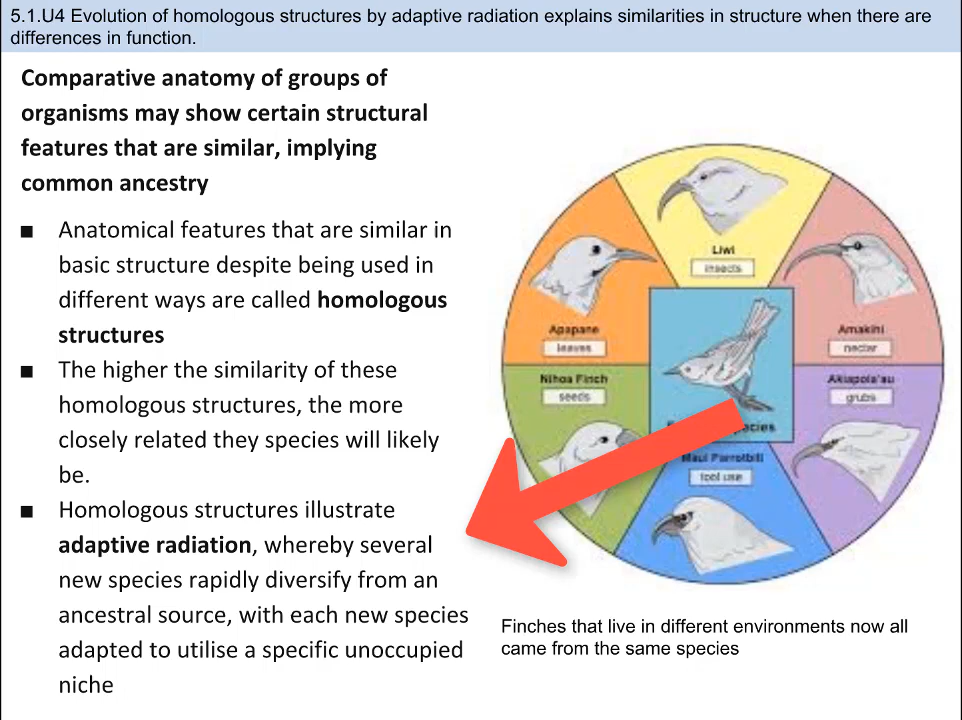 5.1.U4 Evolution of homologous structures by adaptive radiation explains similarities in structure when there are
differences in function.
Comparative anatomy of groups of
organisms may show certain structural
features that are similar, implying
common ancestry
■ Anatomical features that are similar in
basic structure despite being used in
different ways are called homologous
structures
■ The higher the similarity of these
homologous structures, the more
closely related they species will likely
be.
■ Homologous structures illustrate
adaptive radiation, whereby several
new species rapidly diversify from an
ancestral source, with each new species
adapted to utilise a specific unoccupied
niche
Liwi
insects
Apapane
leaves
Amakihi
nectar
Nihoa Finch
seeds
Akiapola'au
grubs
Maui Parrotbill
tool use
Finches that live in different environments now all
came from the same species